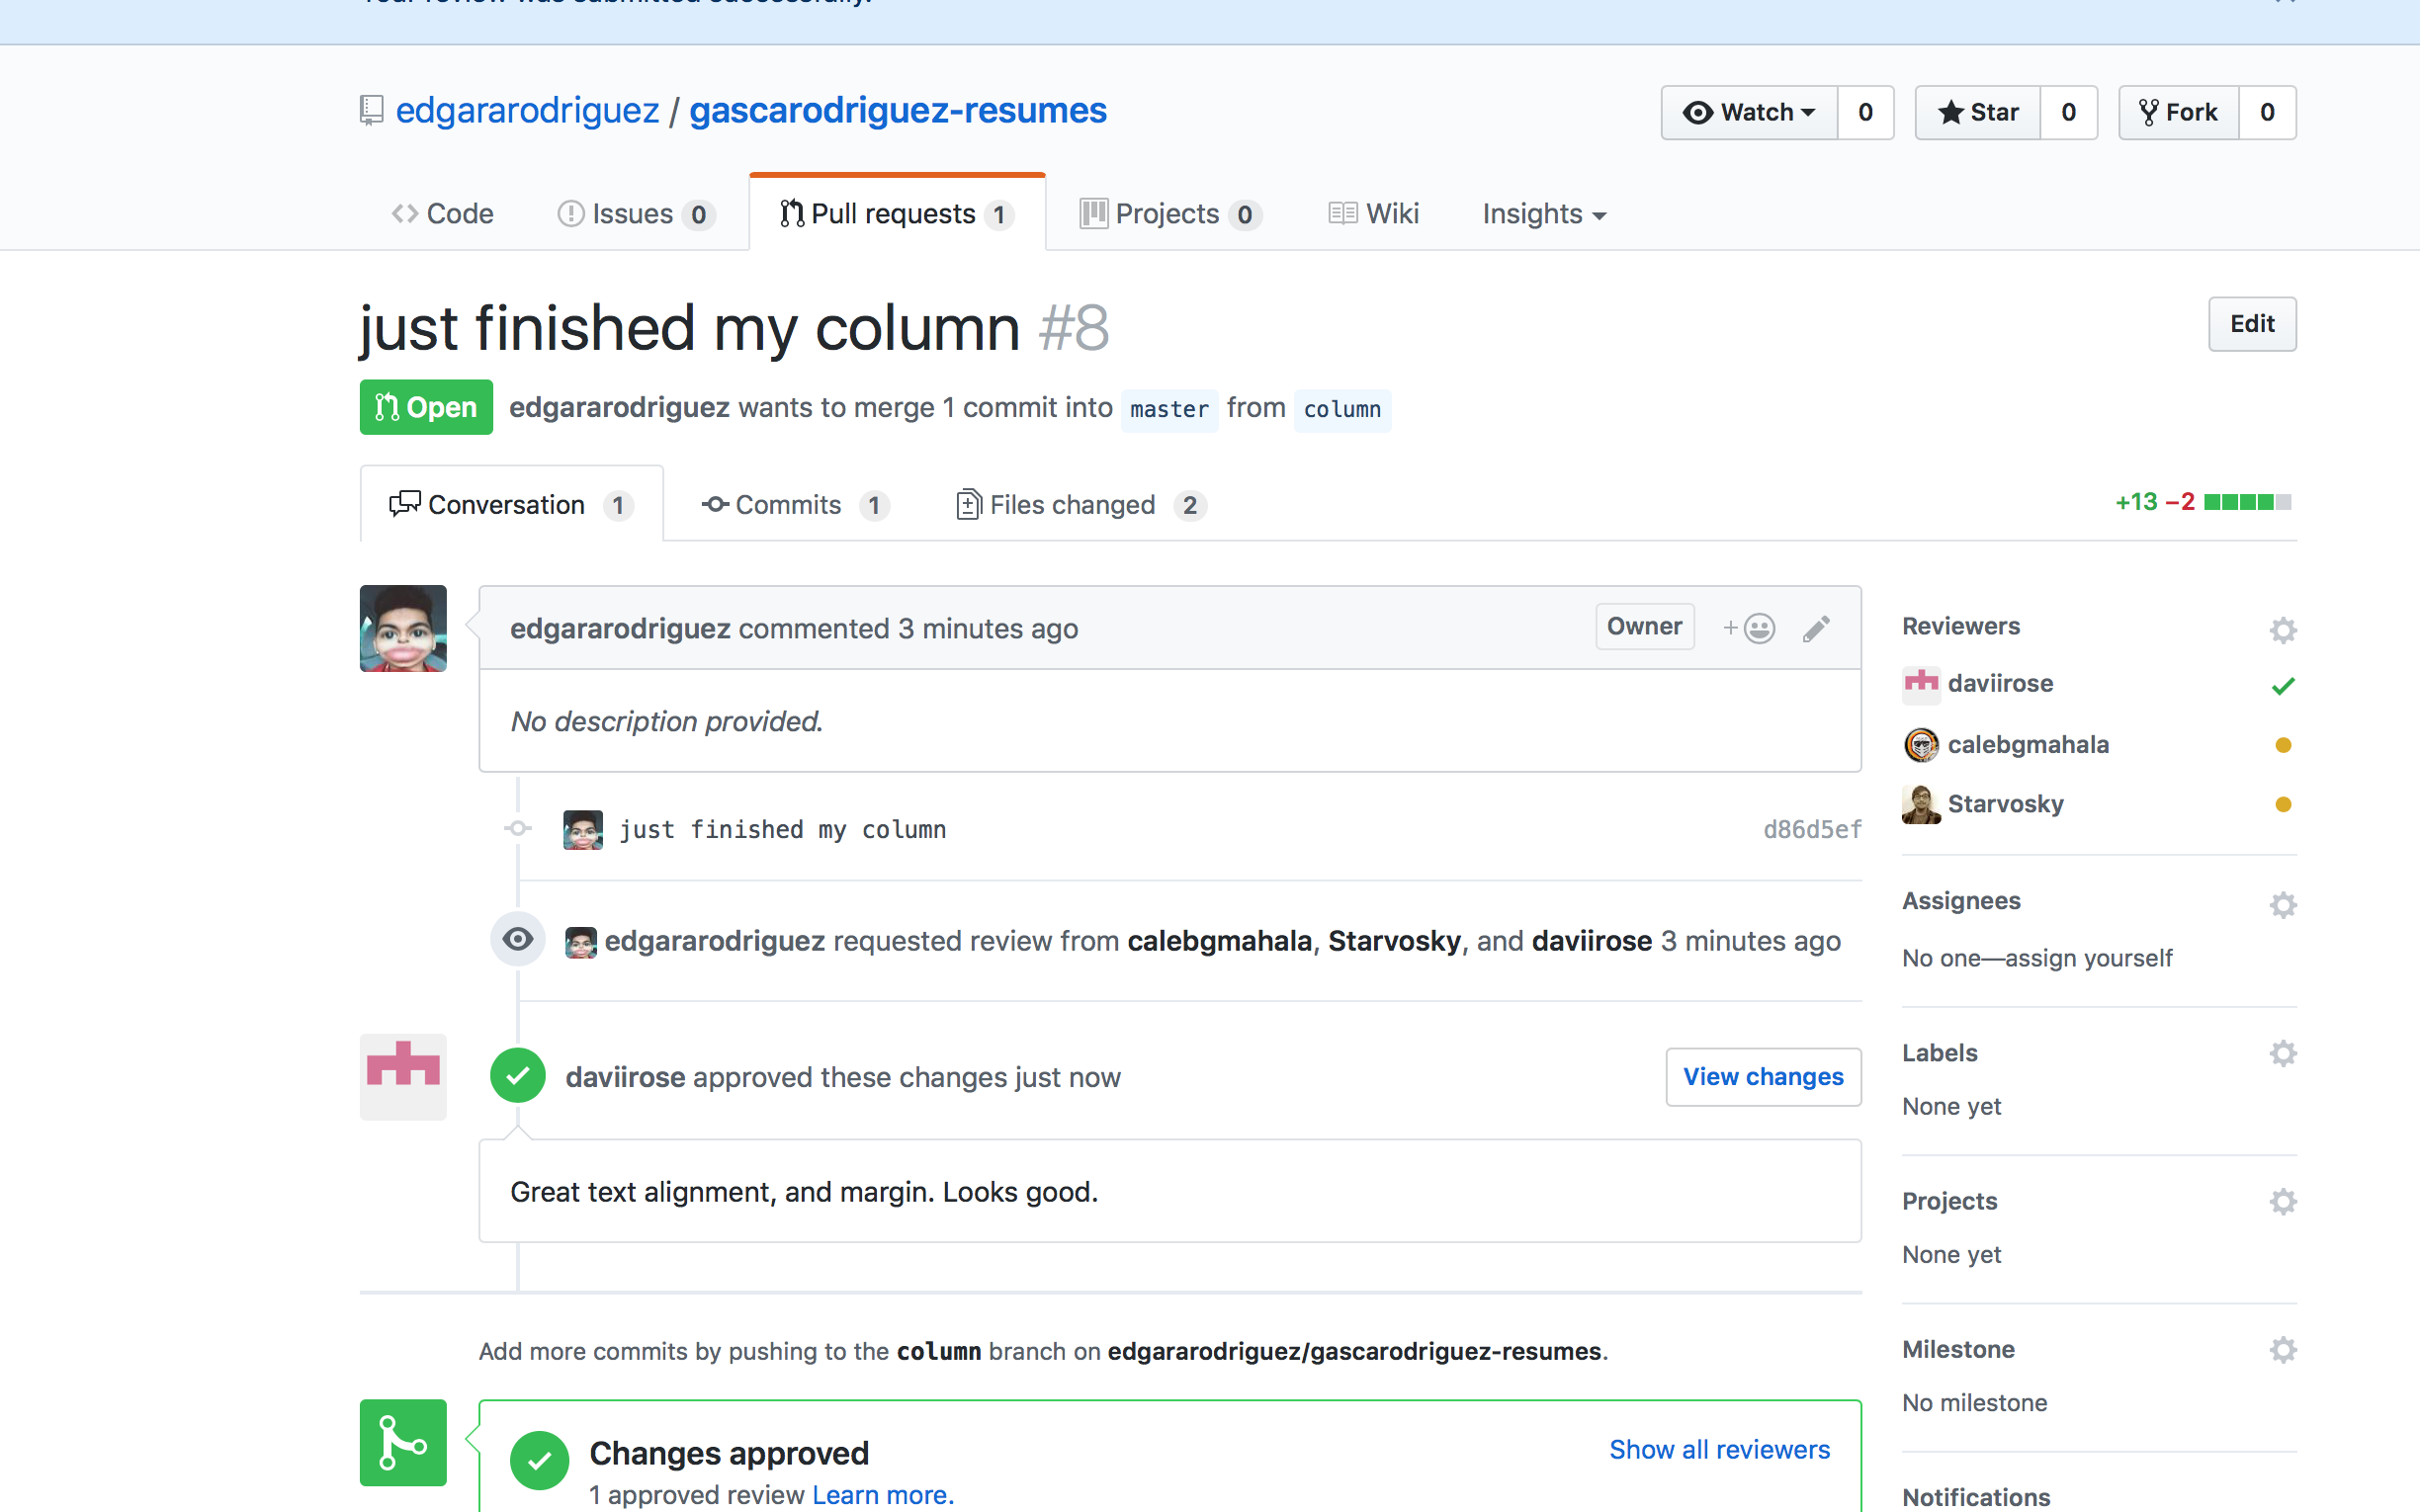 Your review was submitted successfully.
edgararodriguez / gascarodriguez-resumes
Watch 0 Star 0 Fork 0
Code Issues 0 Pull requests 1 Projects 0 Wiki Insights
just finished my column #8
Edit
Open edgararodriguez wants to merge 1 commit into master from column
Conversation 1 Commits 1 Files changed 2
+13 −2
edgararodriguez commented 3 minutes ago
Owner
No description provided.
just finished my column d86d5ef
edgararodriguez requested review from calebgmahala, Starvosky, and daviirose 3 minutes ago
daviirose approved these changes just now
View changes
Great text alignment, and margin. Looks good.
Add more commits by pushing to the column branch on edgararodriguez/gascarodriguez-resumes.
Changes approved
Show all reviewers
1 approved review Learn more.
Reviewers
daviirose
calebgmahala
Starvosky
Assignees
No one—assign yourself
Labels
None yet
Projects
None yet
Milestone
No milestone
Notifications